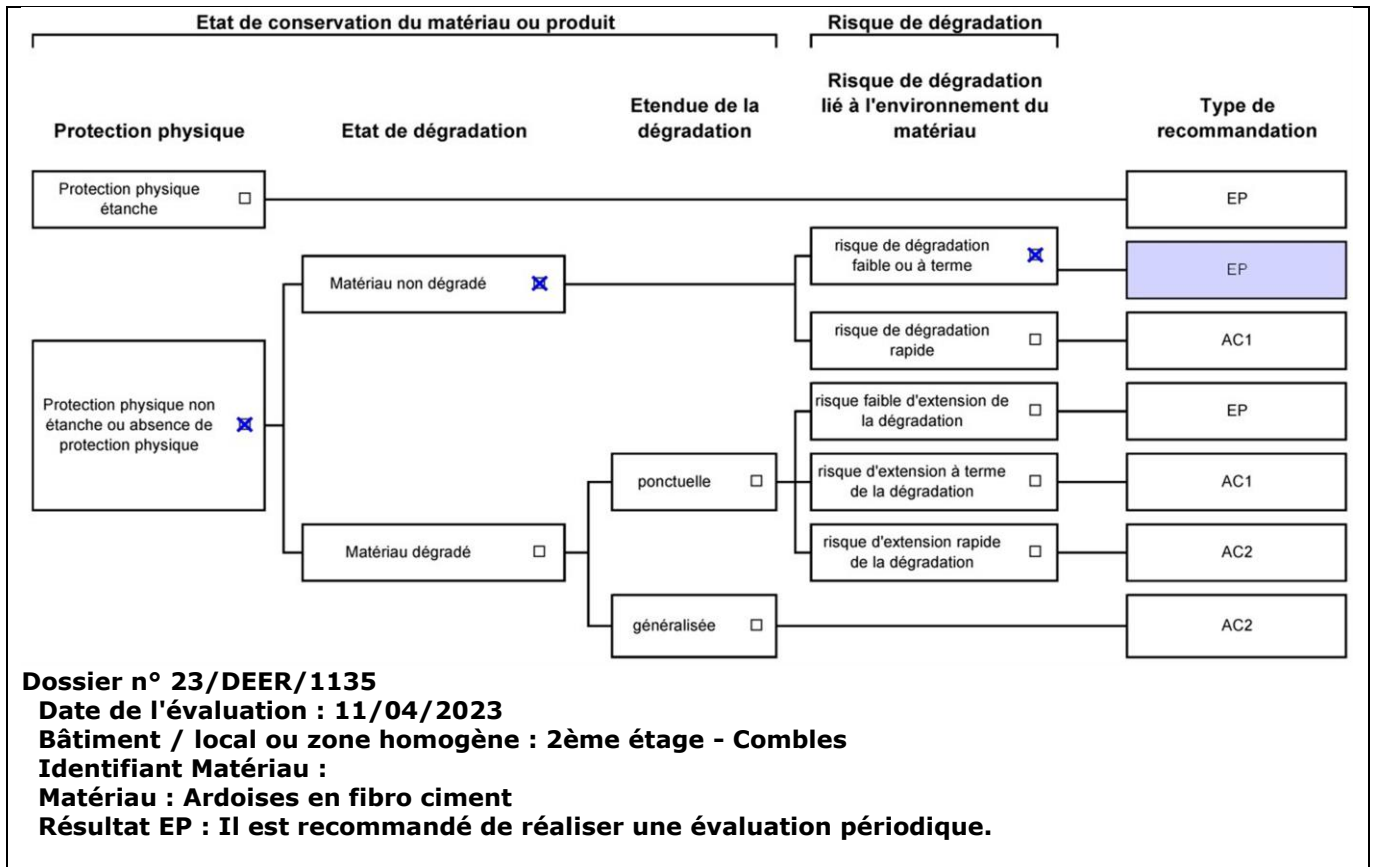 Etat de conservation du matériau ou produit
Risque de dégradation
Protection physique
Etat de dégradation
Etendue de la
dégradation
Risque de dégradation
lié à l'environnement du
matériau
Type de
recommandation
Protection physique
étanche
EP
risque de dégradation
faible ou à terme
EP
Matériau non dégradé
risque de dégradation
rapide
AC1
Protection physique non
étanche ou absence de
protection physique
risque faible d'extension de
la dégradation
EP
ponctuelle
risque d'extension à terme
de la dégradation
AC1
Matériau dégradé
risque d'extension rapide
de la dégradation
AC2
généralisée
AC2
Dossier n° 23/DEER/1135
Date de l'évaluation : 11/04/2023
Bâtiment / local ou zone homogène : 2ème étage - Combles
Identifiant Matériau :
Matériau : Ardoises en fibro ciment
Résultat EP : Il est recommandé de réaliser une évaluation périodique.